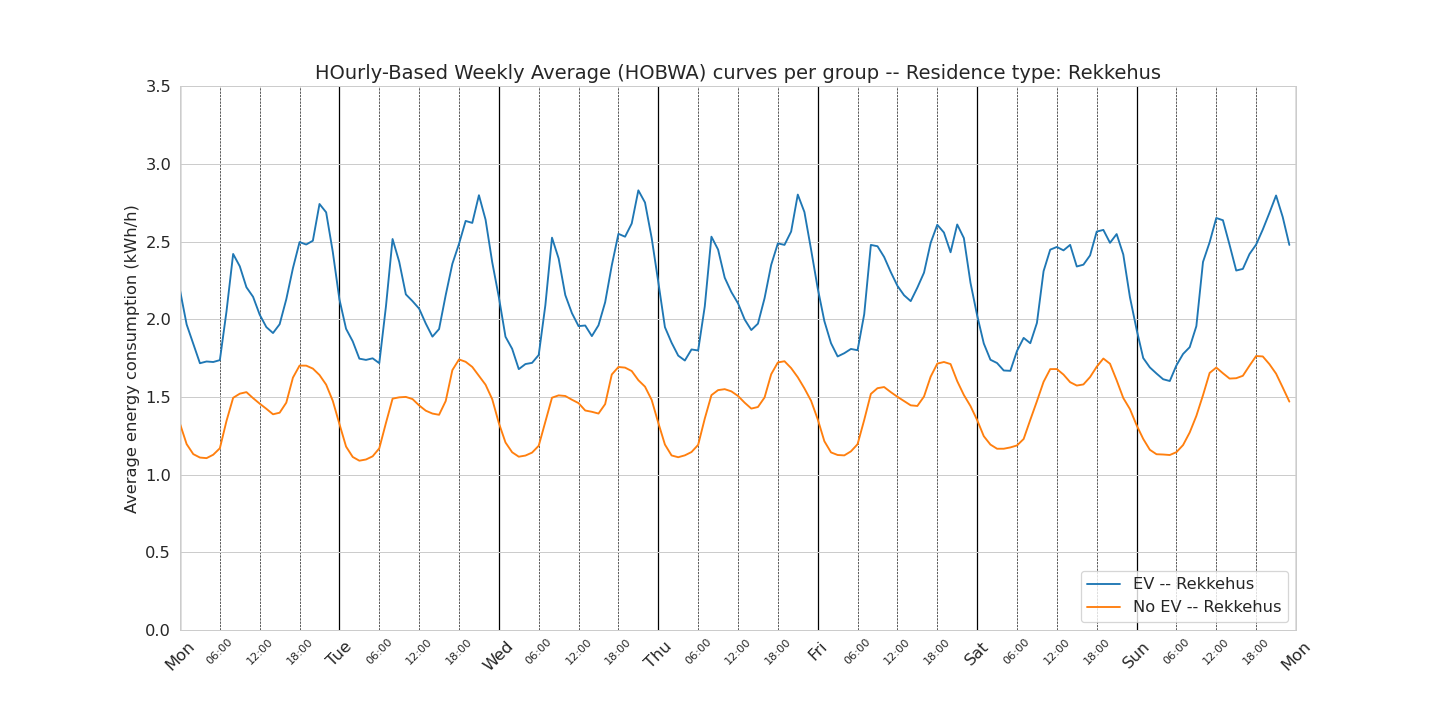 HOurly-Based Weekly Average (HOBWA) curves per group -- Residence type: Rekkehus
Average energy consumption (kWh/h)
3.5
3.0
2.5
2.0
1.5
1.0
0.5
0.0
EV -- Rekkehus
No EV -- Rekkehus
Mon 06:00 12:00 18:00 Tue 06:00 12:00 18:00 Wed 06:00 12:00 18:00 Thu 06:00 12:00 18:00 Fri 06:00 12:00 18:00 Sat 06:00 12:00 18:00 Sun 06:00 12:00 18:00 Mon